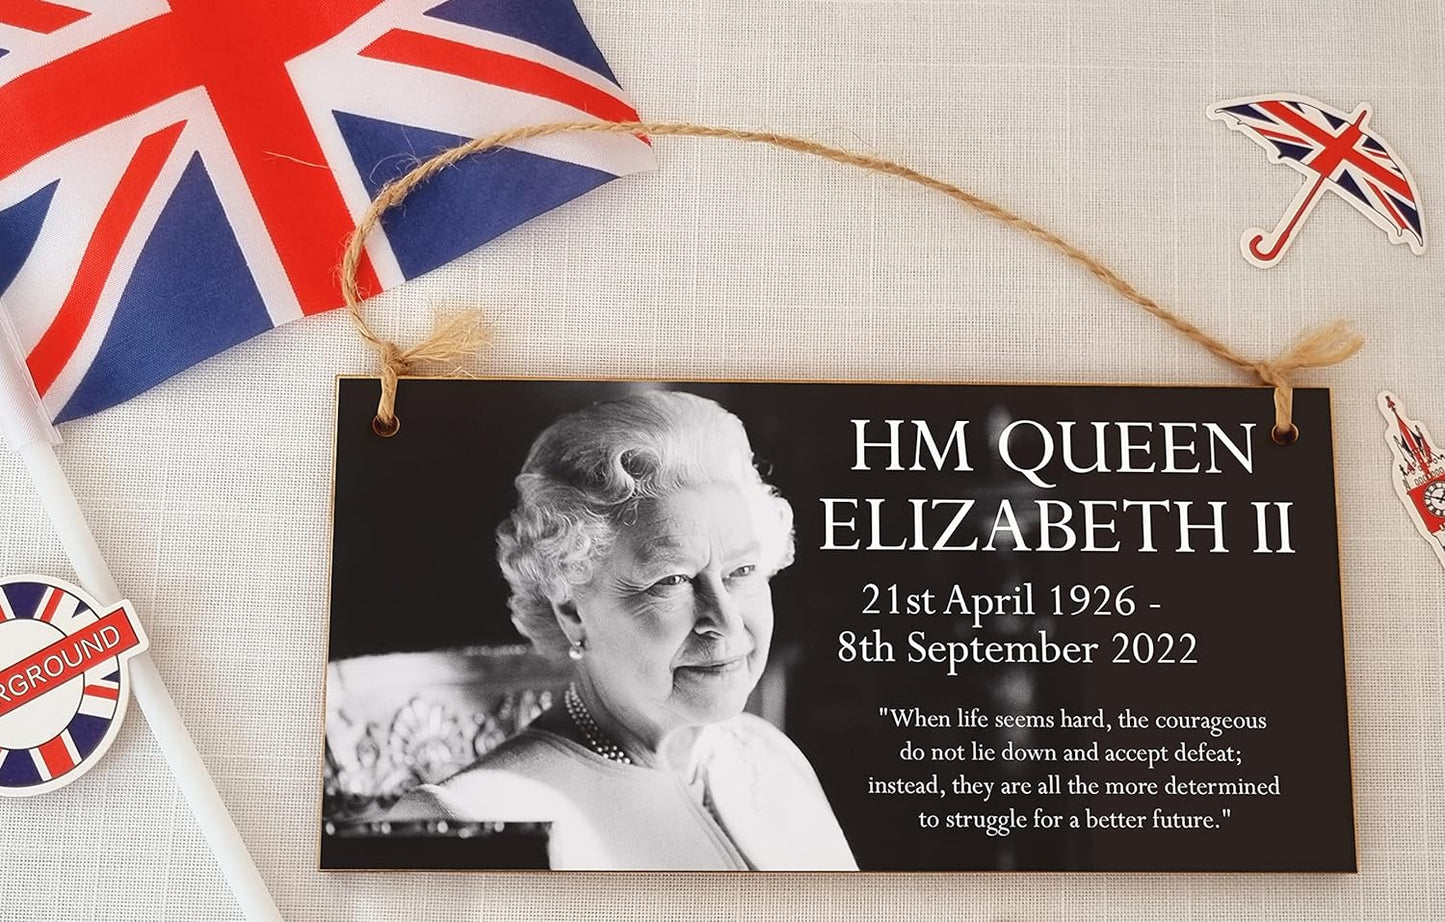 HM QUEEN
ELIZABETH II
21st April 1926 -
8th September 2022
"When life seems hard, the courageous
do not lie down and accept defeat;
instead, they are all the more determined
to struggle for a better future."
RGROUND